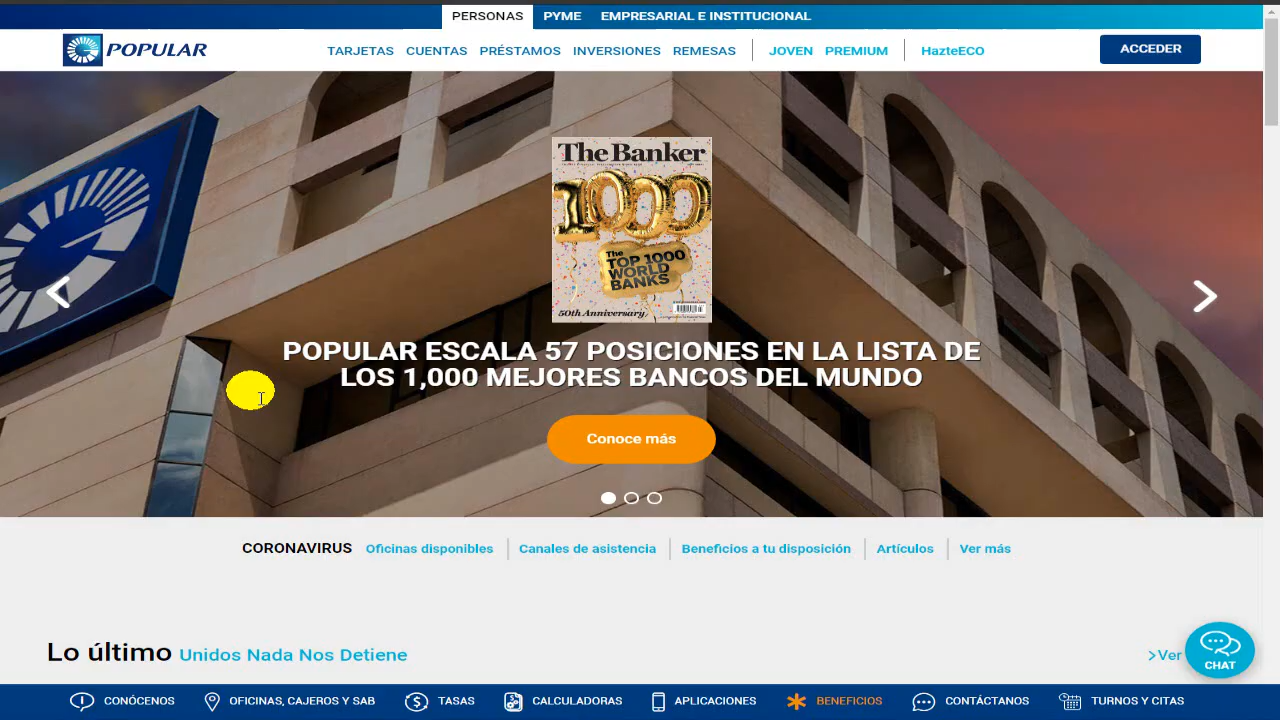 PERSONAS PYME EMPRESARIAL E INSTITUCIONAL
POPULAR TARJETAS CUENTAS PRÉSTAMOS INVERSIONES REMESAS JOVEN PREMIUM HazteECO ACCEDER
The Banker
1000
The
TOP 1000
WORLD
BANKS
50th Anniversary
POPULAR ESCALA 57 POSICIONES EN LA LISTA DE
LOS 1,000 MEJORES BANCOS DEL MUNDO
Conoce más
CORONAVIRUS Oficinas disponibles Canales de asistencia Beneficios a tu disposición Artículos Ver más
Lo último Unidos Nada Nos Detiene >Ver
CHAT
CONÓCENOS OFICINAS, CAJEROS Y SAB TASAS CALCULADORAS APLICACIONES BENEFICIOS CONTÁCTANOS TURNOS Y CITAS